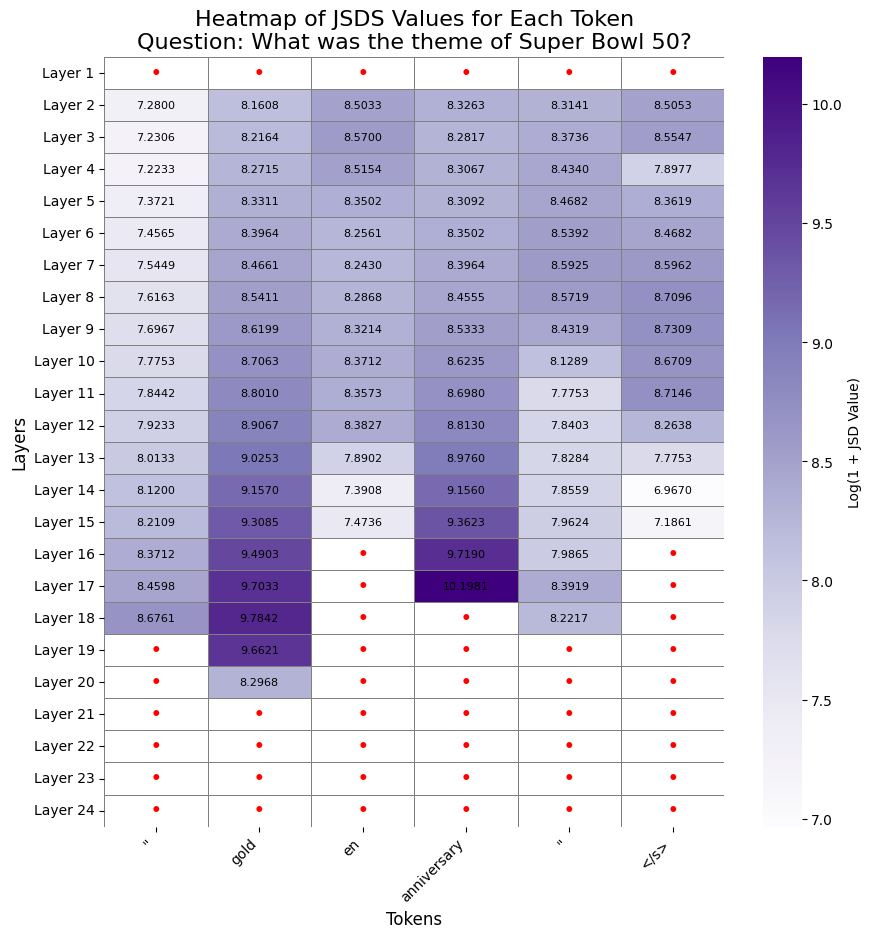 Heatmap of JSDS Values for Each Token
Question: What was the theme of Super Bowl 50?
Layer 1
Layer 2 7.2800 8.1608 8.5033 8.3263 8.3141 8.5053
Layer 3 7.2306 8.2164 8.5700 8.2817 8.3736 8.5547
Layer 4 7.2233 8.2715 8.5154 8.3067 8.4340 7.8977
Layer 5 7.3721 8.3311 8.3502 8.3092 8.4682 8.3619
Layer 6 7.4565 8.3964 8.2561 8.3502 8.5392 8.4682
Layer 7 7.5449 8.4661 8.2430 8.3964 8.5925 8.5962
Layer 8 7.6163 8.5411 8.2868 8.4555 8.5719 8.7096
Layer 9 7.6967 8.6199 8.3214 8.5333 8.4319 8.7309
Layer 10 7.7753 8.7063 8.3712 8.6235 8.1289 8.6709
Layer 11 7.8442 8.8010 8.3573 8.6980 7.7753 8.7146
Layer 12 7.9233 8.9067 8.3827 8.8130 7.8403 8.2638
Layer 13 8.0133 9.0253 7.8902 8.9760 7.8284 7.7753
Layer 14 8.1200 9.1570 7.3908 9.1560 7.8559 6.9670
Layer 15 8.2109 9.3085 7.4736 9.3623 7.9624 7.1861
Layer 16 8.3712 9.4903 9.7190 7.9865
Layer 17 8.4598 9.7033 10.1981 8.3919
Layer 18 8.6761 9.7842 8.2217
Layer 19 9.6621
Layer 20 8.2968
Layer 21
Layer 22
Layer 23
Layer 24
" gold en anniversary " </s>
Tokens
Layers
10.0
9.5
9.0
8.5
8.0
7.5
7.0
Log(1 + JSD Value)